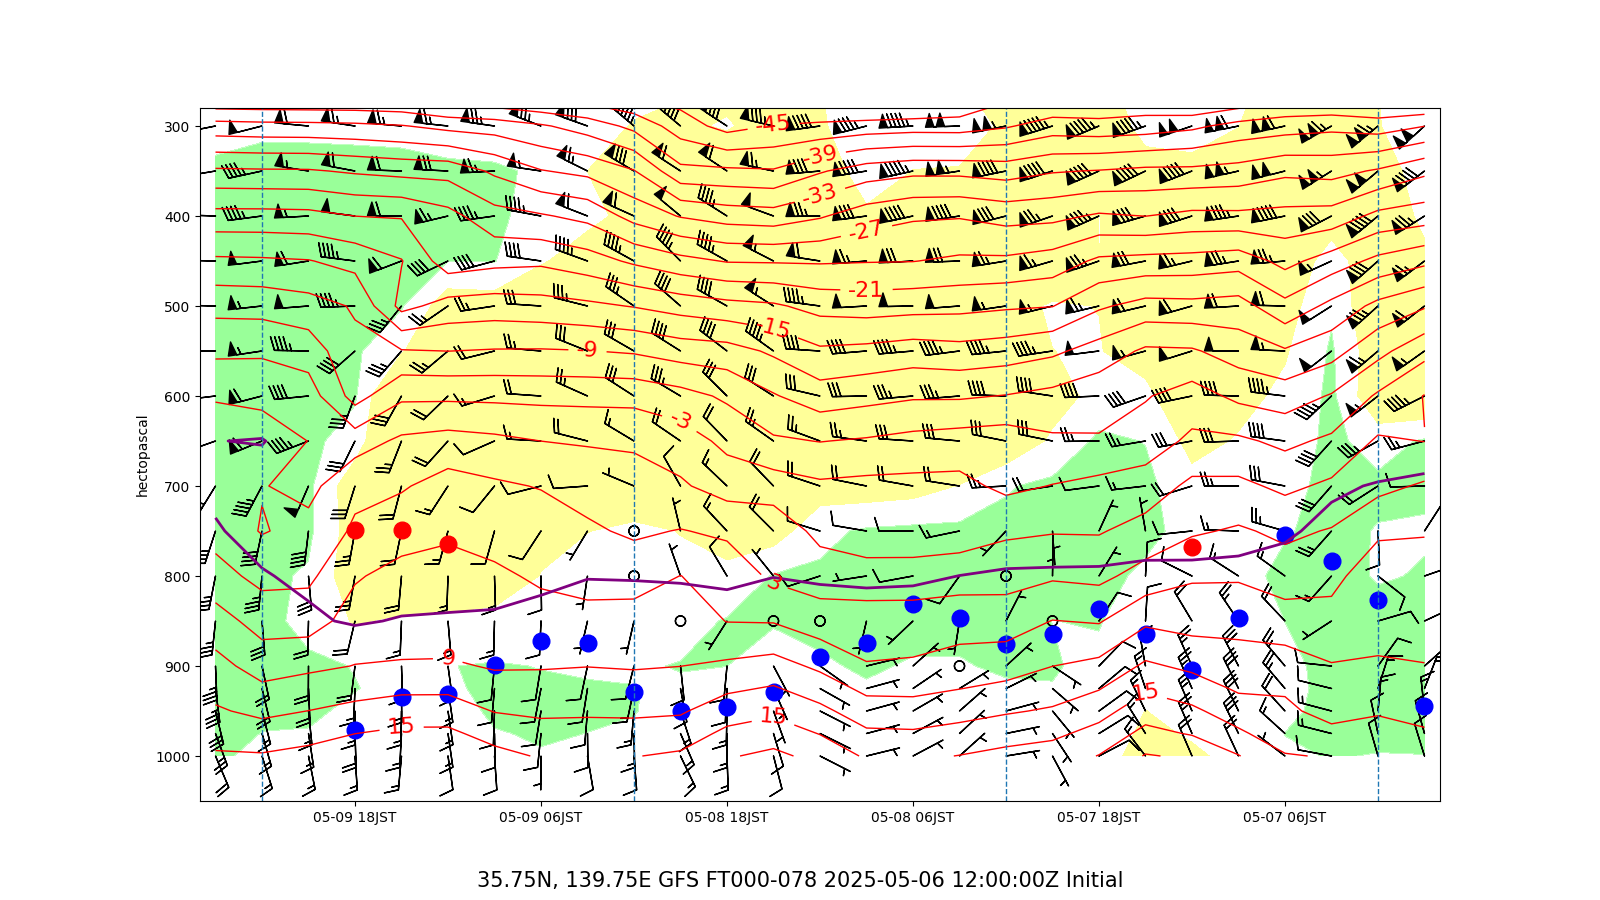 300
400
500
600
700
800
900
1000
hectopascal
-45
-39
-33
-27
-21
-15
-9
-3
3
9
15
15
15
05-09 18JST
05-09 06JST
05-08 18JST
05-08 06JST
05-07 18JST
05-07 06JST
35.75N, 139.75E GFS FT000-078 2025-05-06 12:00:00Z Initial